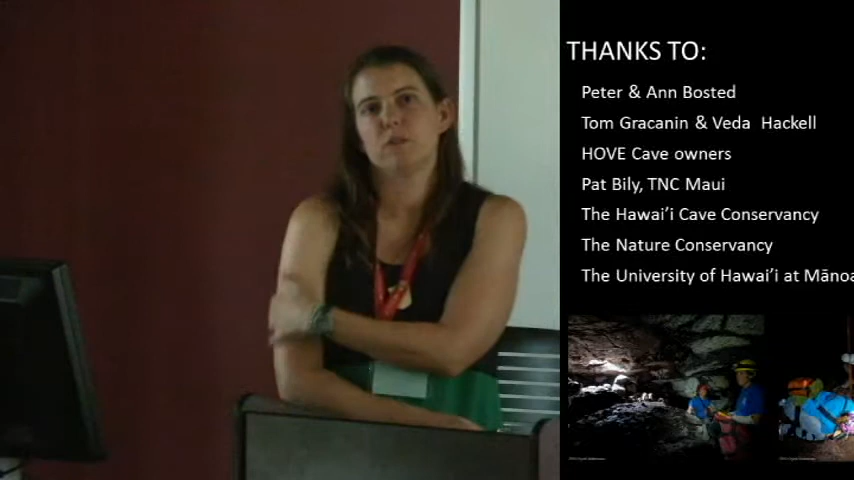 THANKS TO:
Peter & Ann Bosted
Tom Gracanin & Veda Hackell
HOVE Cave owners
Pat Bily, TNC Maui
The Hawai'i Cave Conservancy
The Nature Conservancy
The University of Hawai'i at Mānoa